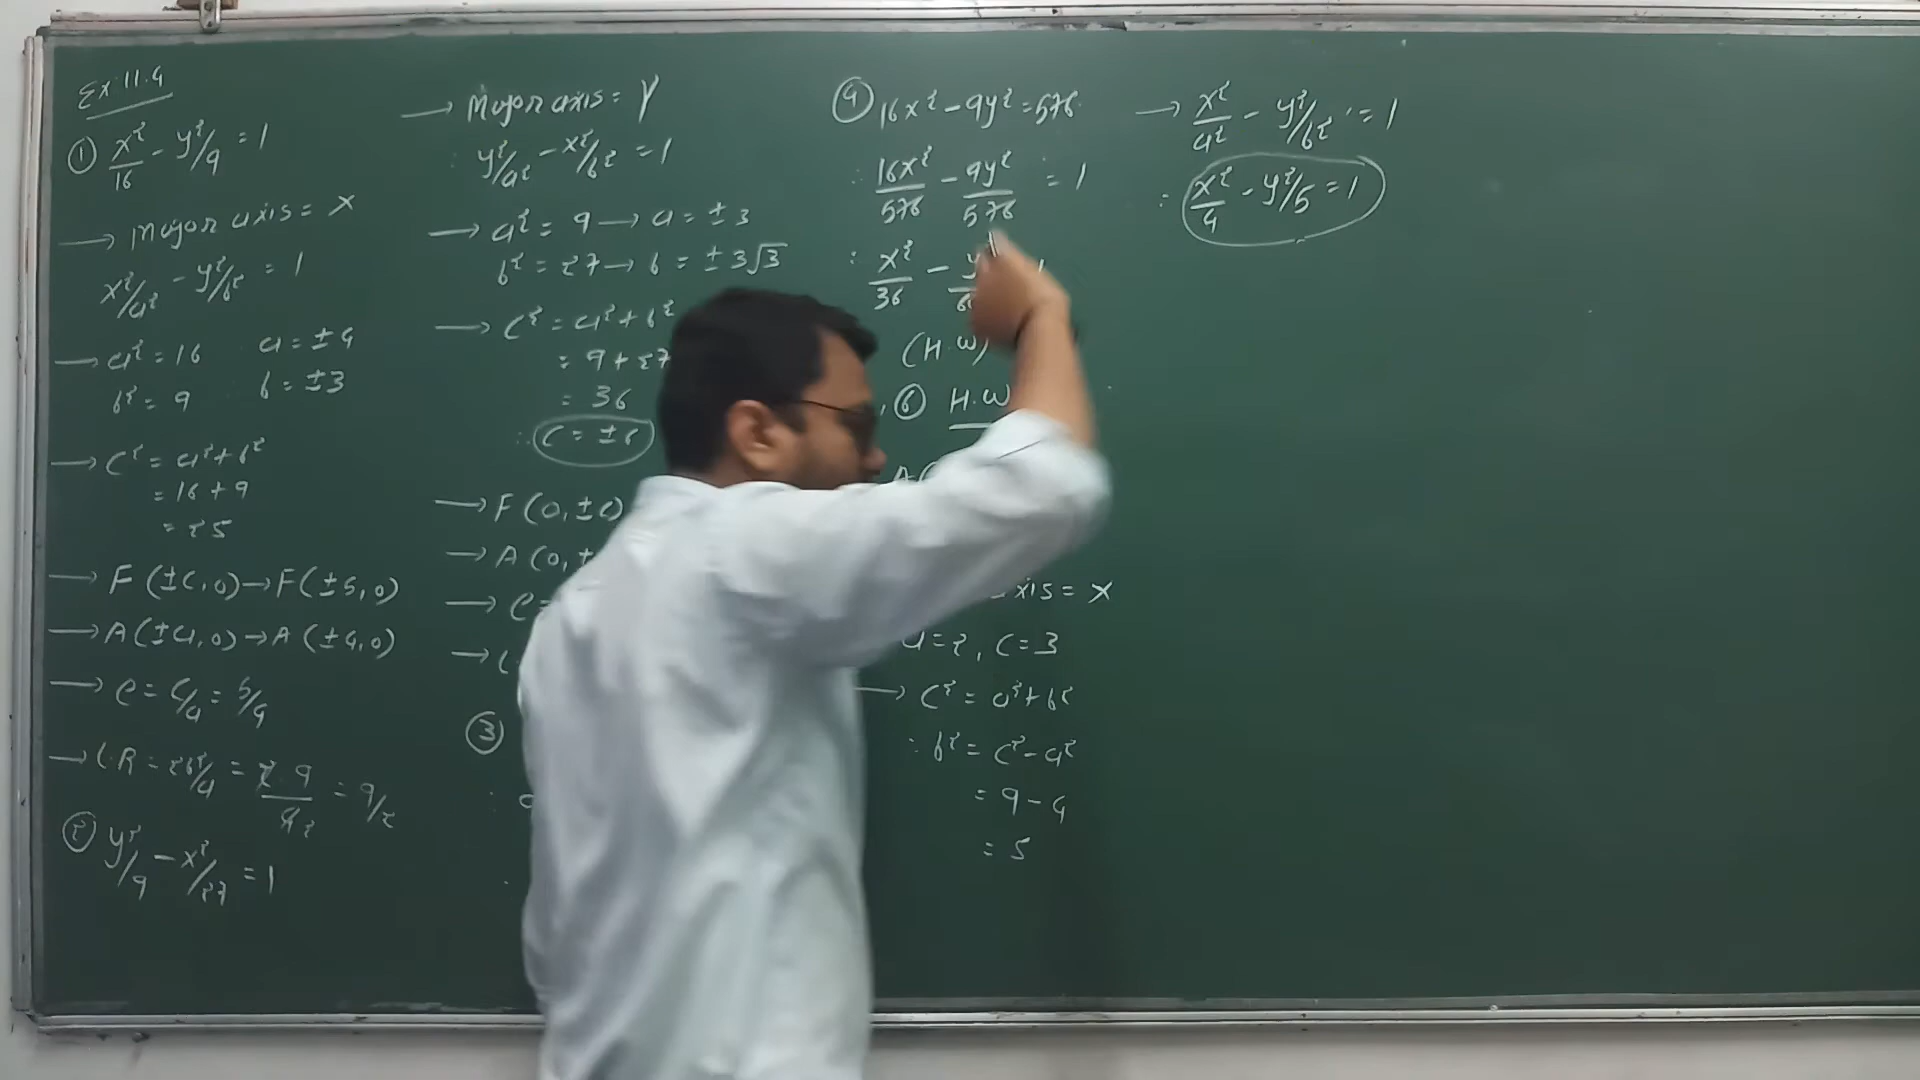 Ex 11.4
① x²/16 - y²/9 = 1
→ Major axis = X
x²/a² - y²/b² = 1
→ a² = 16 a = ±4
b² = 9 b = ±3
→ c² = a² + b²
= 16 + 9
= 25
→ F (±c, 0) → F (±5, 0)
→ A (±a, 0) → A (±4, 0)
→ e = c/a = 5/4
→ L.R = 2b²/a = 2·9/4 2 = 9/2
② y²/9 - x²/27 = 1
→ Major axis = Y
∴ y²/a² - x²/b² = 1
→ a² = 9 → a = ±3
b² = 27 → b = ±3√3
→ c² = a² + b²
= 9 + 27
= 36
∴ c = ±6
→ F (0, ±c)
→ A (0,
→ e =
→ L.
③
④ 16x² - 9y² = 576
∴ 16x²/576 - 9y²/576 = 1
∴ x²/36 -
(H.W)
, ⑥ H.W
xis = X
a = 2, c = 3
→ c² = a² + b²
∴ b² = c² - a²
= 9 - 4
= 5
→ x²/a² - y²/b² = 1
∴ x²/4 - y²/5 = 1